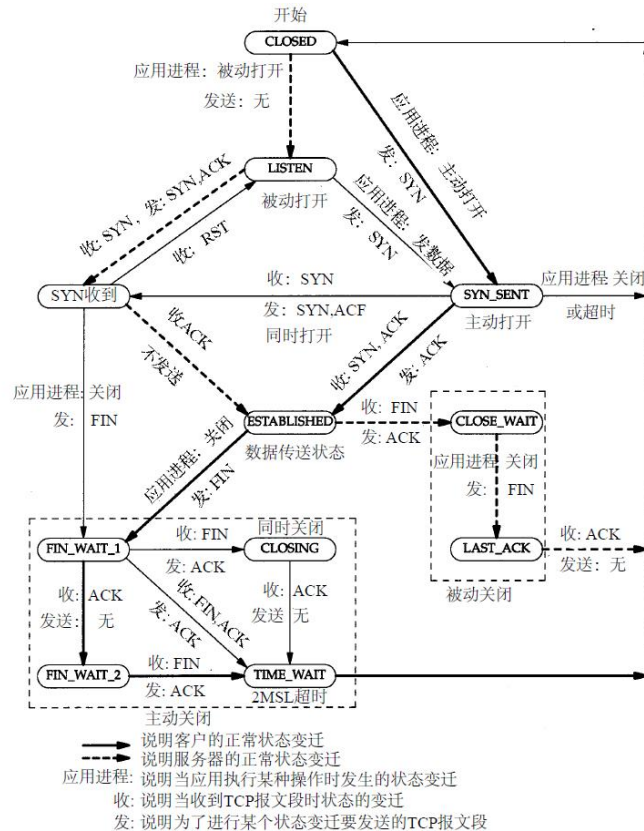 开始
CLOSED
应用进程：被动打开
发送：无
应用进程：主动打开
发：SYN
LISTEN
被动打开
收: SYN，发: SYN,ACK
收：RST
应用进程：发数据
发：SYN
SYN收到
收：SYN
发：SYN,ACF
同时打开
SYN_SENT
主动打开
应用进程 关闭
或超时
收ACK
不发送
收: SYN, ACK
发：ACK
应用进程: 关闭
发： FIN
ESTABLISHED
数据传送状态
收: FIN
发: ACK
CLOSE_WAIT
应用进程 关闭
发： FIN
应用进程：关闭
发: FIN
同时关闭
FIN_WAIT_1
收: FIN
发: ACK
CLOSING
LAST_ACK
收: ACK
发送: 无
被动关闭
收: ACK
发送: 无
收:FIN,ACK
发：ACK
收: ACK
发送 无
FIN_WAIT_2
收: FIN
发: ACK
TIME_WAIT
2MSL超时
主动关闭
说明客户的正常状态变迁
说明服务器的正常状态变迁
应用进程: 说明当应用执行某种操作时发生的状态变迁
收: 说明当收到TCP报文段时状态的变迁
发: 说明为了进行某个状态变迁要发送的TCP报文段